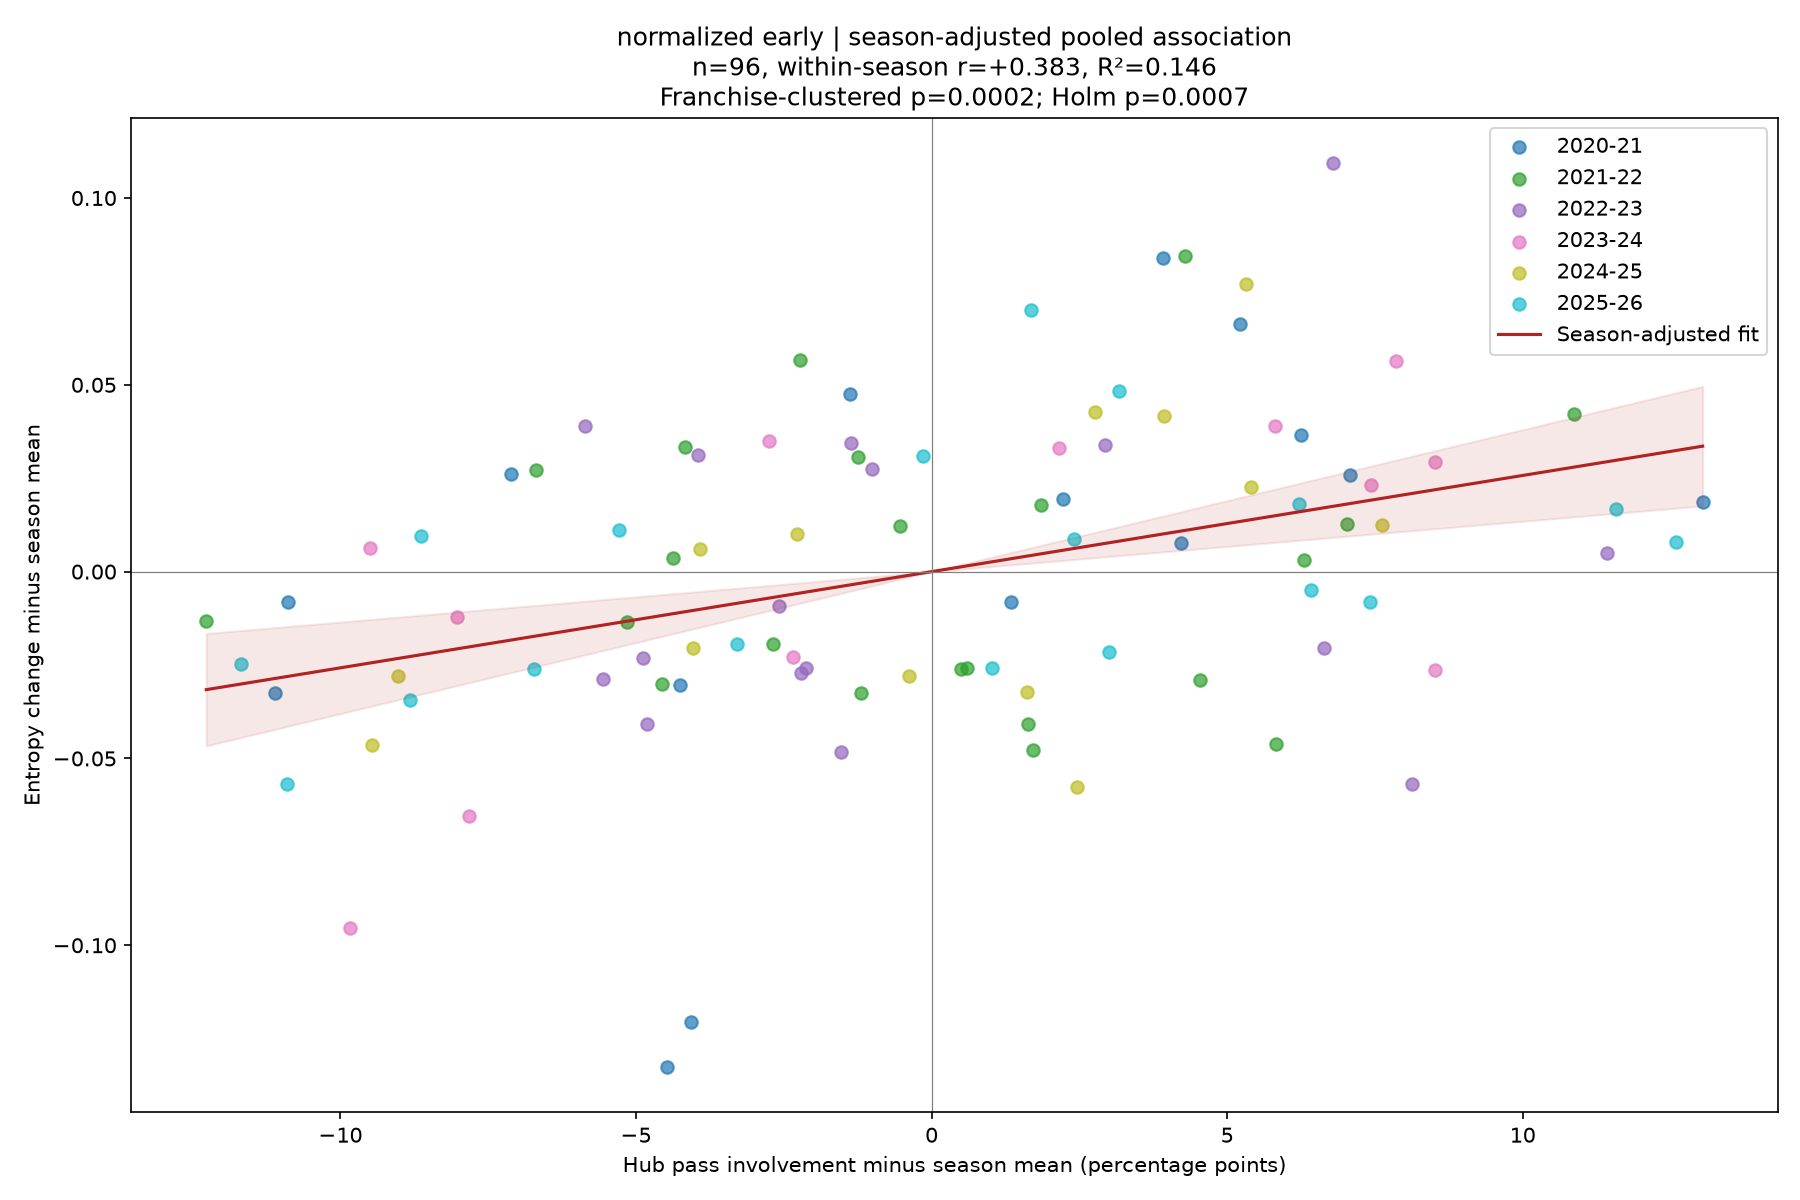 normalized early | season-adjusted pooled association
n=96, within-season r=+0.383, R²=0.146
Franchise-clustered p=0.0002; Holm p=0.0007
2020-21
2021-22
2022-23
2023-24
2024-25
2025-26
Season-adjusted fit
Entropy change minus season mean
0.10
0.05
0.00
−0.05
−0.10
−10
−5
0
5
10
Hub pass involvement minus season mean (percentage points)